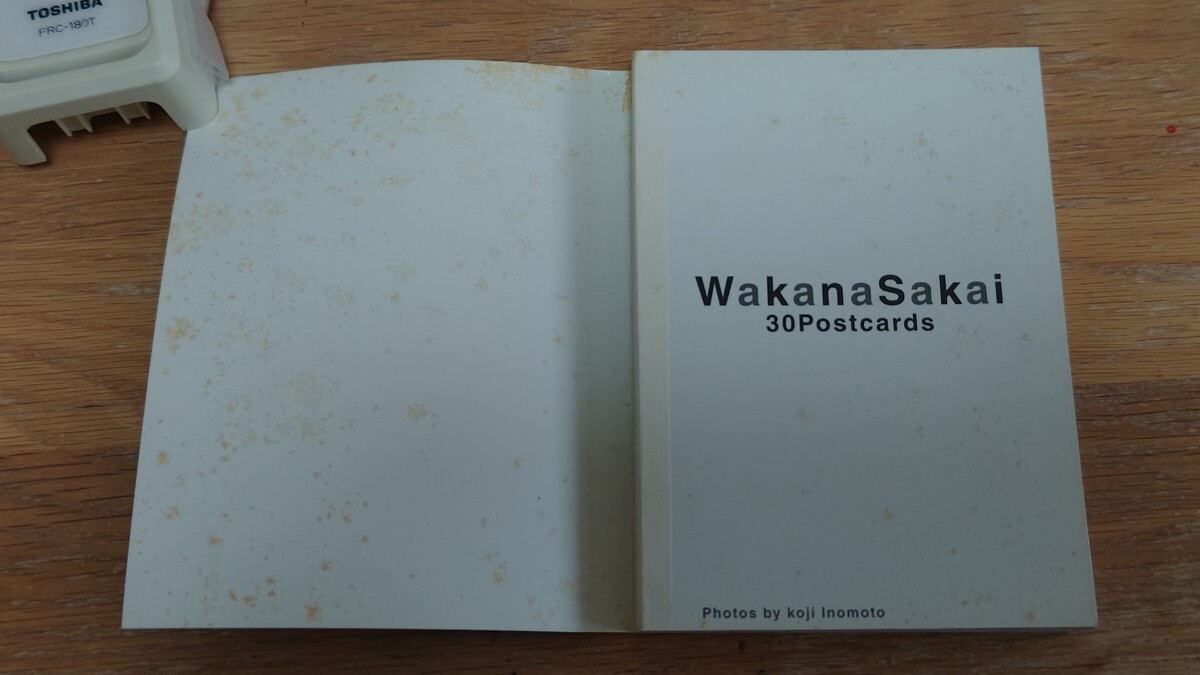 TOSHIBA
FRC-180T
WakanaSakai
30Postcards
Photos by koji Inomoto